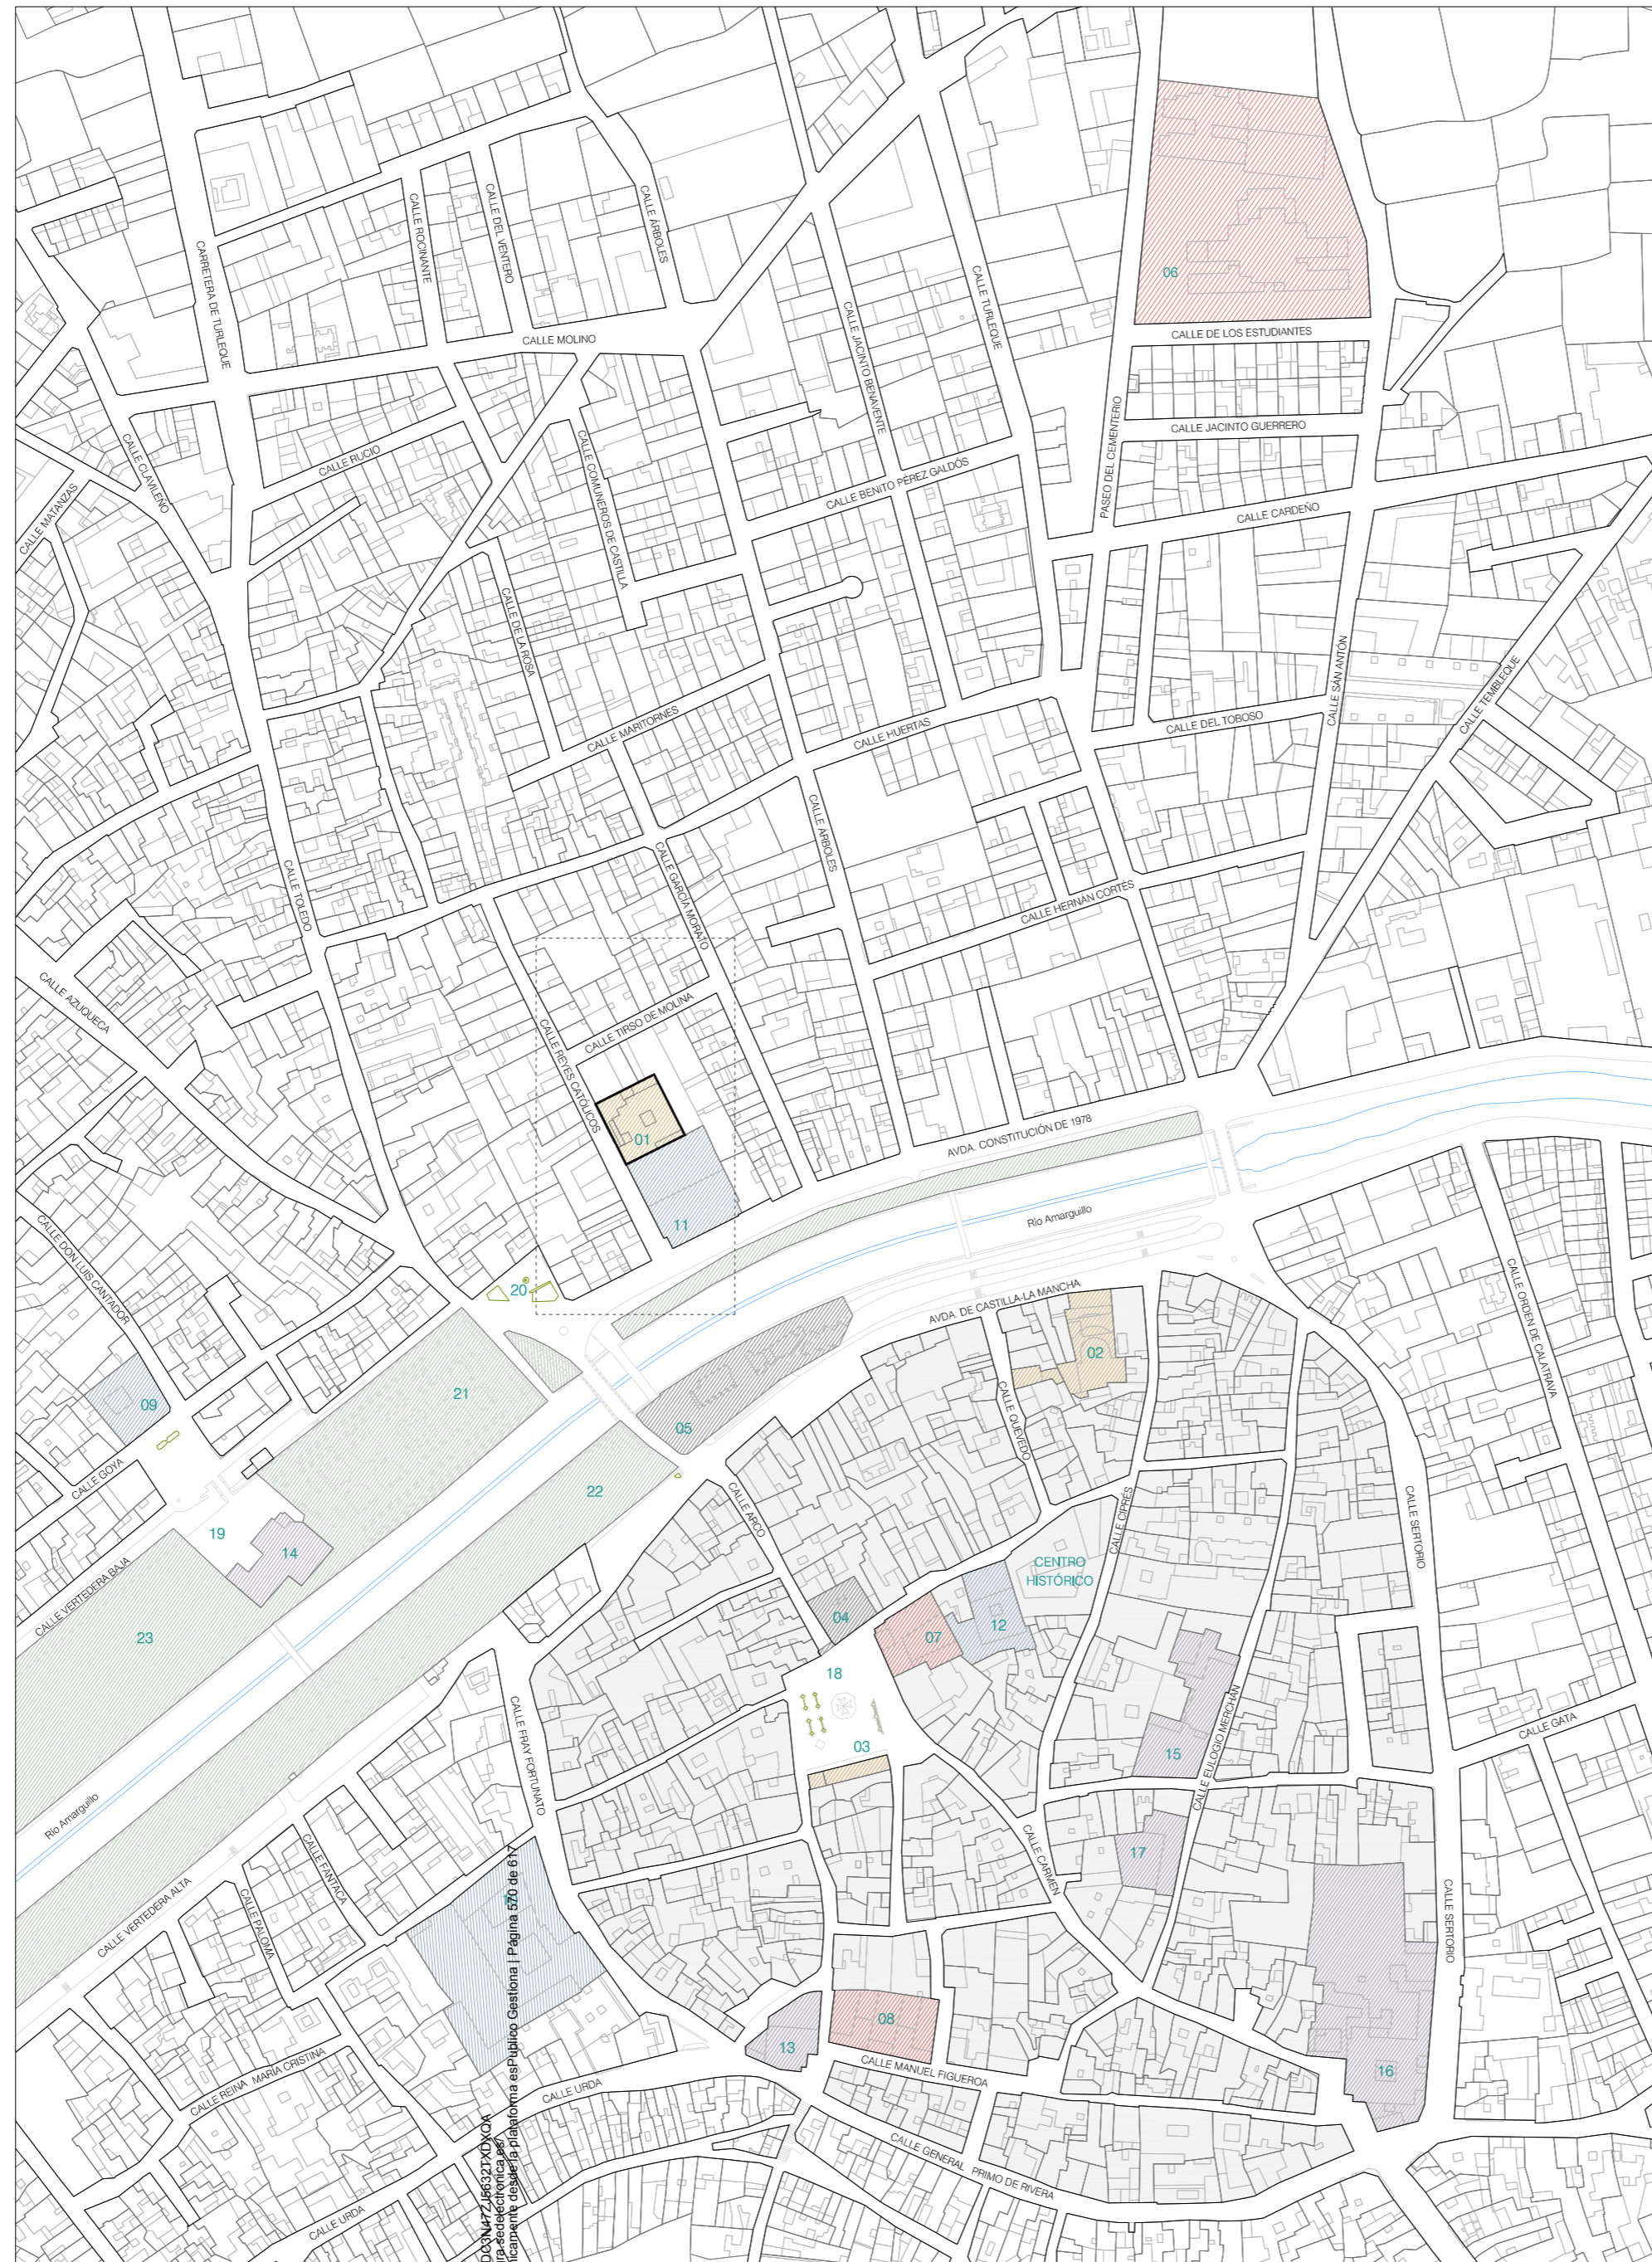 06
CALLE ÁRBOLES
CALLE ROCINANTE
CALLE DEL VENTERO
CARRETERA DE TURLEQUE
CALLE TURLEQUE
CALLE MOLINO
CALLE JACINTO BENAVENTE
CALLE DE LOS ESTUDIANTES
PASEO DEL CEMENTERIO
CALLE JACINTO GUERRERO
CALLE CLAVILEÑO
CALLE RUCIO
CALLE COMUNEROS DE CASTILLA
CALLE BENITO PÉREZ GALDÓS
CALLE MATANZAS
CALLE CARDEÑO
CALLE DE LA ROSA
CALLE SÁN ANTÓN
CALLE TEMBLEQUE
CALLE MARITORNES
CALLE HUERTAS
CALLE DEL TOBOSO
CALLE ÁRBOLES
CALLE TOLEDO
CALLE GARCÍA MORATO
CALLE HERNÁN CORTÉS
CALLE AZUQUECA
CALLE TIRSO DE MOLINA
CALLE REYES CATÓLICOS
01
AVDA. CONSTITUCIÓN DE 1978
11
Río Amarguillo
CALLE DON LUIS CANTADOR
20
AVDA. DE CASTILLA-LA MANCHA
CALLE ORDEN DE CALATRAVA
02
21
09
05
CALLE QUEVEDO
CALLE GOYA
22
CALLE ARCO
CALLE CIPRÉS
CALLE SERTORIO
19
14
CENTRO
HISTÓRICO
CALLE VERTEDERA BAJA
23
04
07
12
18
CALLE FRAY FORTUNATO
CALLE GATA
03
15
CALLE EULOGIO MERCHÁN
Río Amarguillo
CALLE FANTACA
CALLE CARMEN
17
CALLE VERTEDERA ALTA
CALLE PALOMA
CALLE SERTORIO
08
13
CALLE MANUEL FIGUEROA
16
CALLE REINA MARÍA CRISTINA
CALLE URDA
CALLE GENERAL PRIMO DE RIVERA
CALLE URDA
esPublico Gestiona | Página 570 de 617